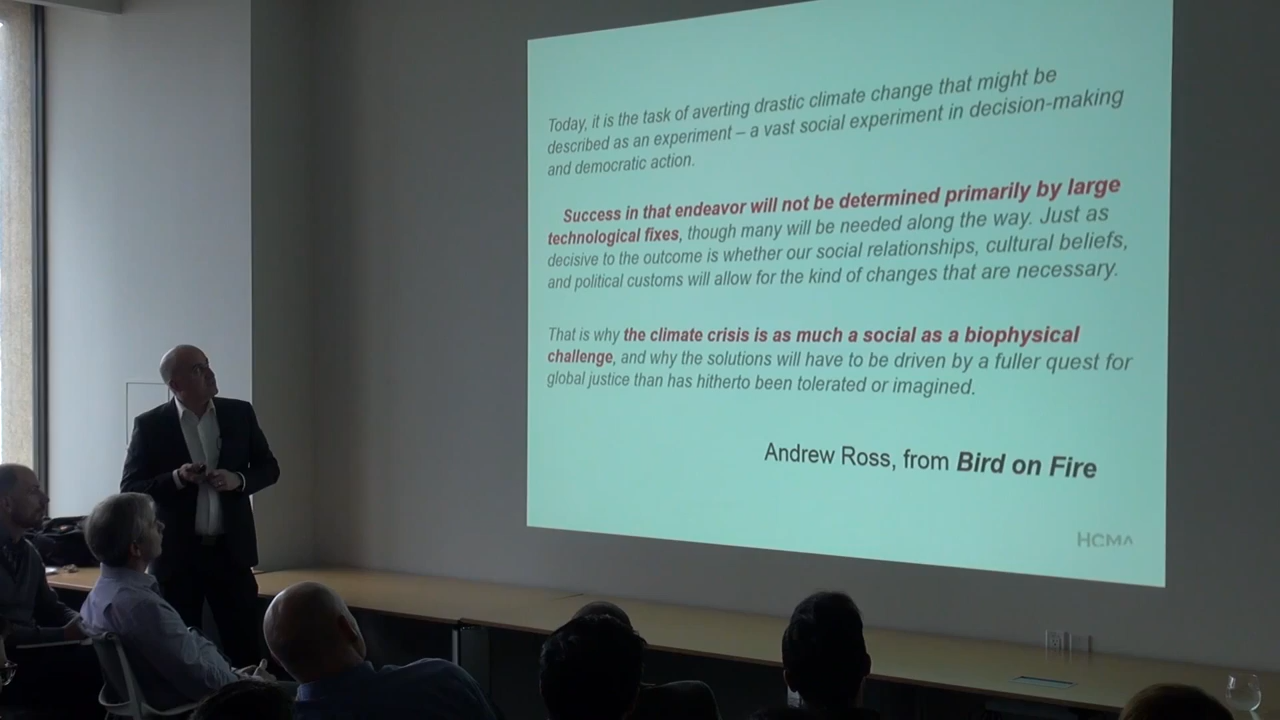 Today, it is the task of averting drastic climate change that might be
described as an experiment – a vast social experiment in decision-making
and democratic action.
Success in that endeavor will not be determined primarily by large
technological fixes, though many will be needed along the way. Just as
decisive to the outcome is whether our social relationships, cultural beliefs,
and political customs will allow for the kind of changes that are necessary.
That is why the climate crisis is as much a social as a biophysical
challenge, and why the solutions will have to be driven by a fuller quest for
global justice than has hitherto been tolerated or imagined.
Andrew Ross, from Bird on Fire
HCMA